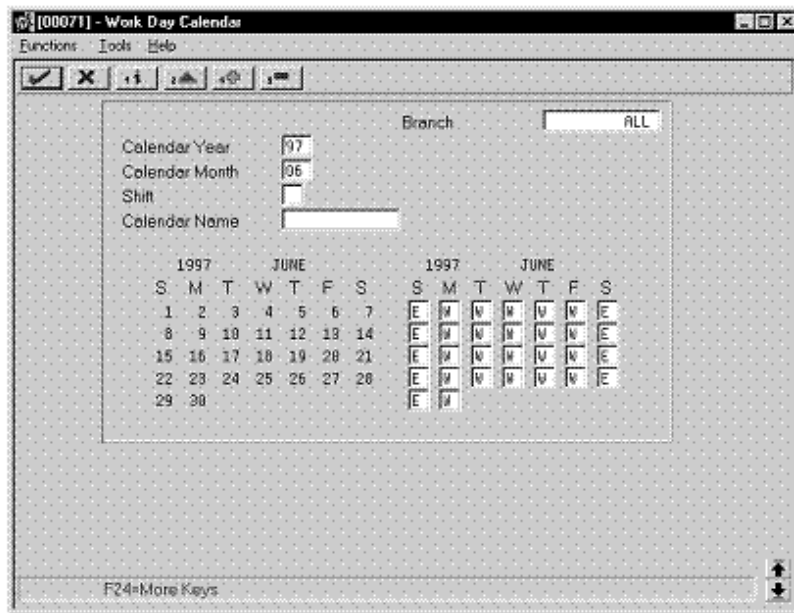 [00071] - Work Day Calendar
Functions Tools Help
Branch ALL
Calendar Year 97
Calendar Month 06
Shift
Calendar Name
1997 JUNE 1997 JUNE
S M T W T F S S M T W T F S
1 2 3 4 5 6 7 E W W W W W E
8 9 10 11 12 13 14 E W W W W W E
15 16 17 18 19 20 21 E W W W W W E
22 23 24 25 26 27 28 E W W W W W E
29 30 E W
F24=More Keys